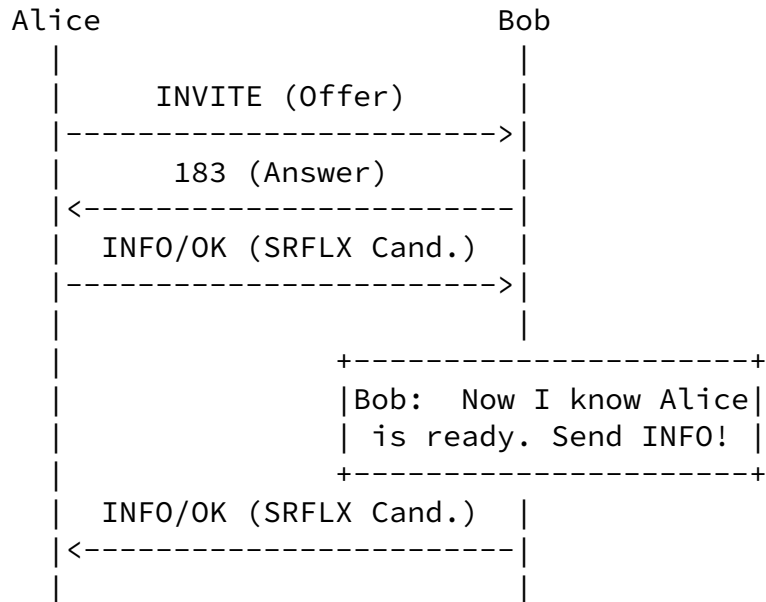 Alice Bob
INVITE (Offer)
183 (Answer)
INFO/OK (SRFLX Cand.)
Bob: Now I know Alice
is ready. Send INFO!
INFO/OK (SRFLX Cand.)